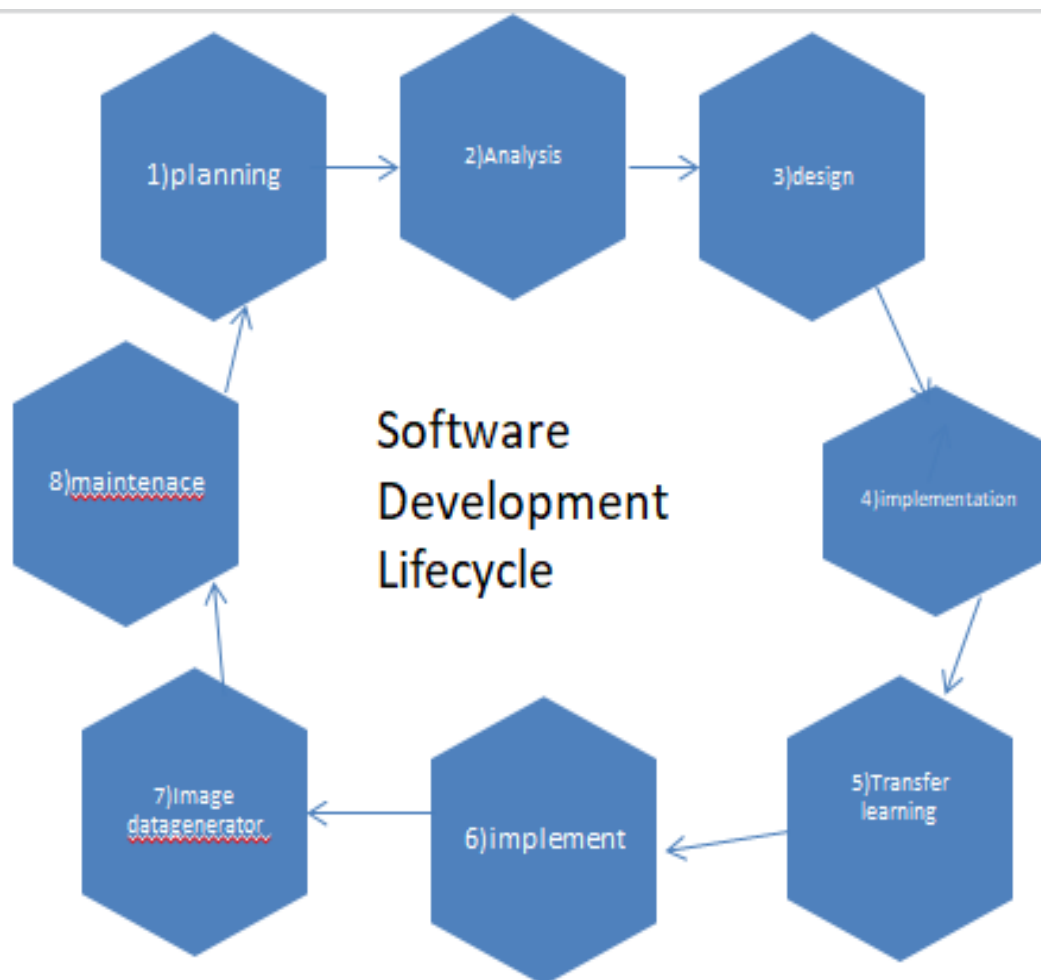 1)planning
2)Analysis
3)design
4)implementation
5)Transfer
learning
6)implement
7)Image
datagenerator
8)maintenace
Software
Development
Lifecycle